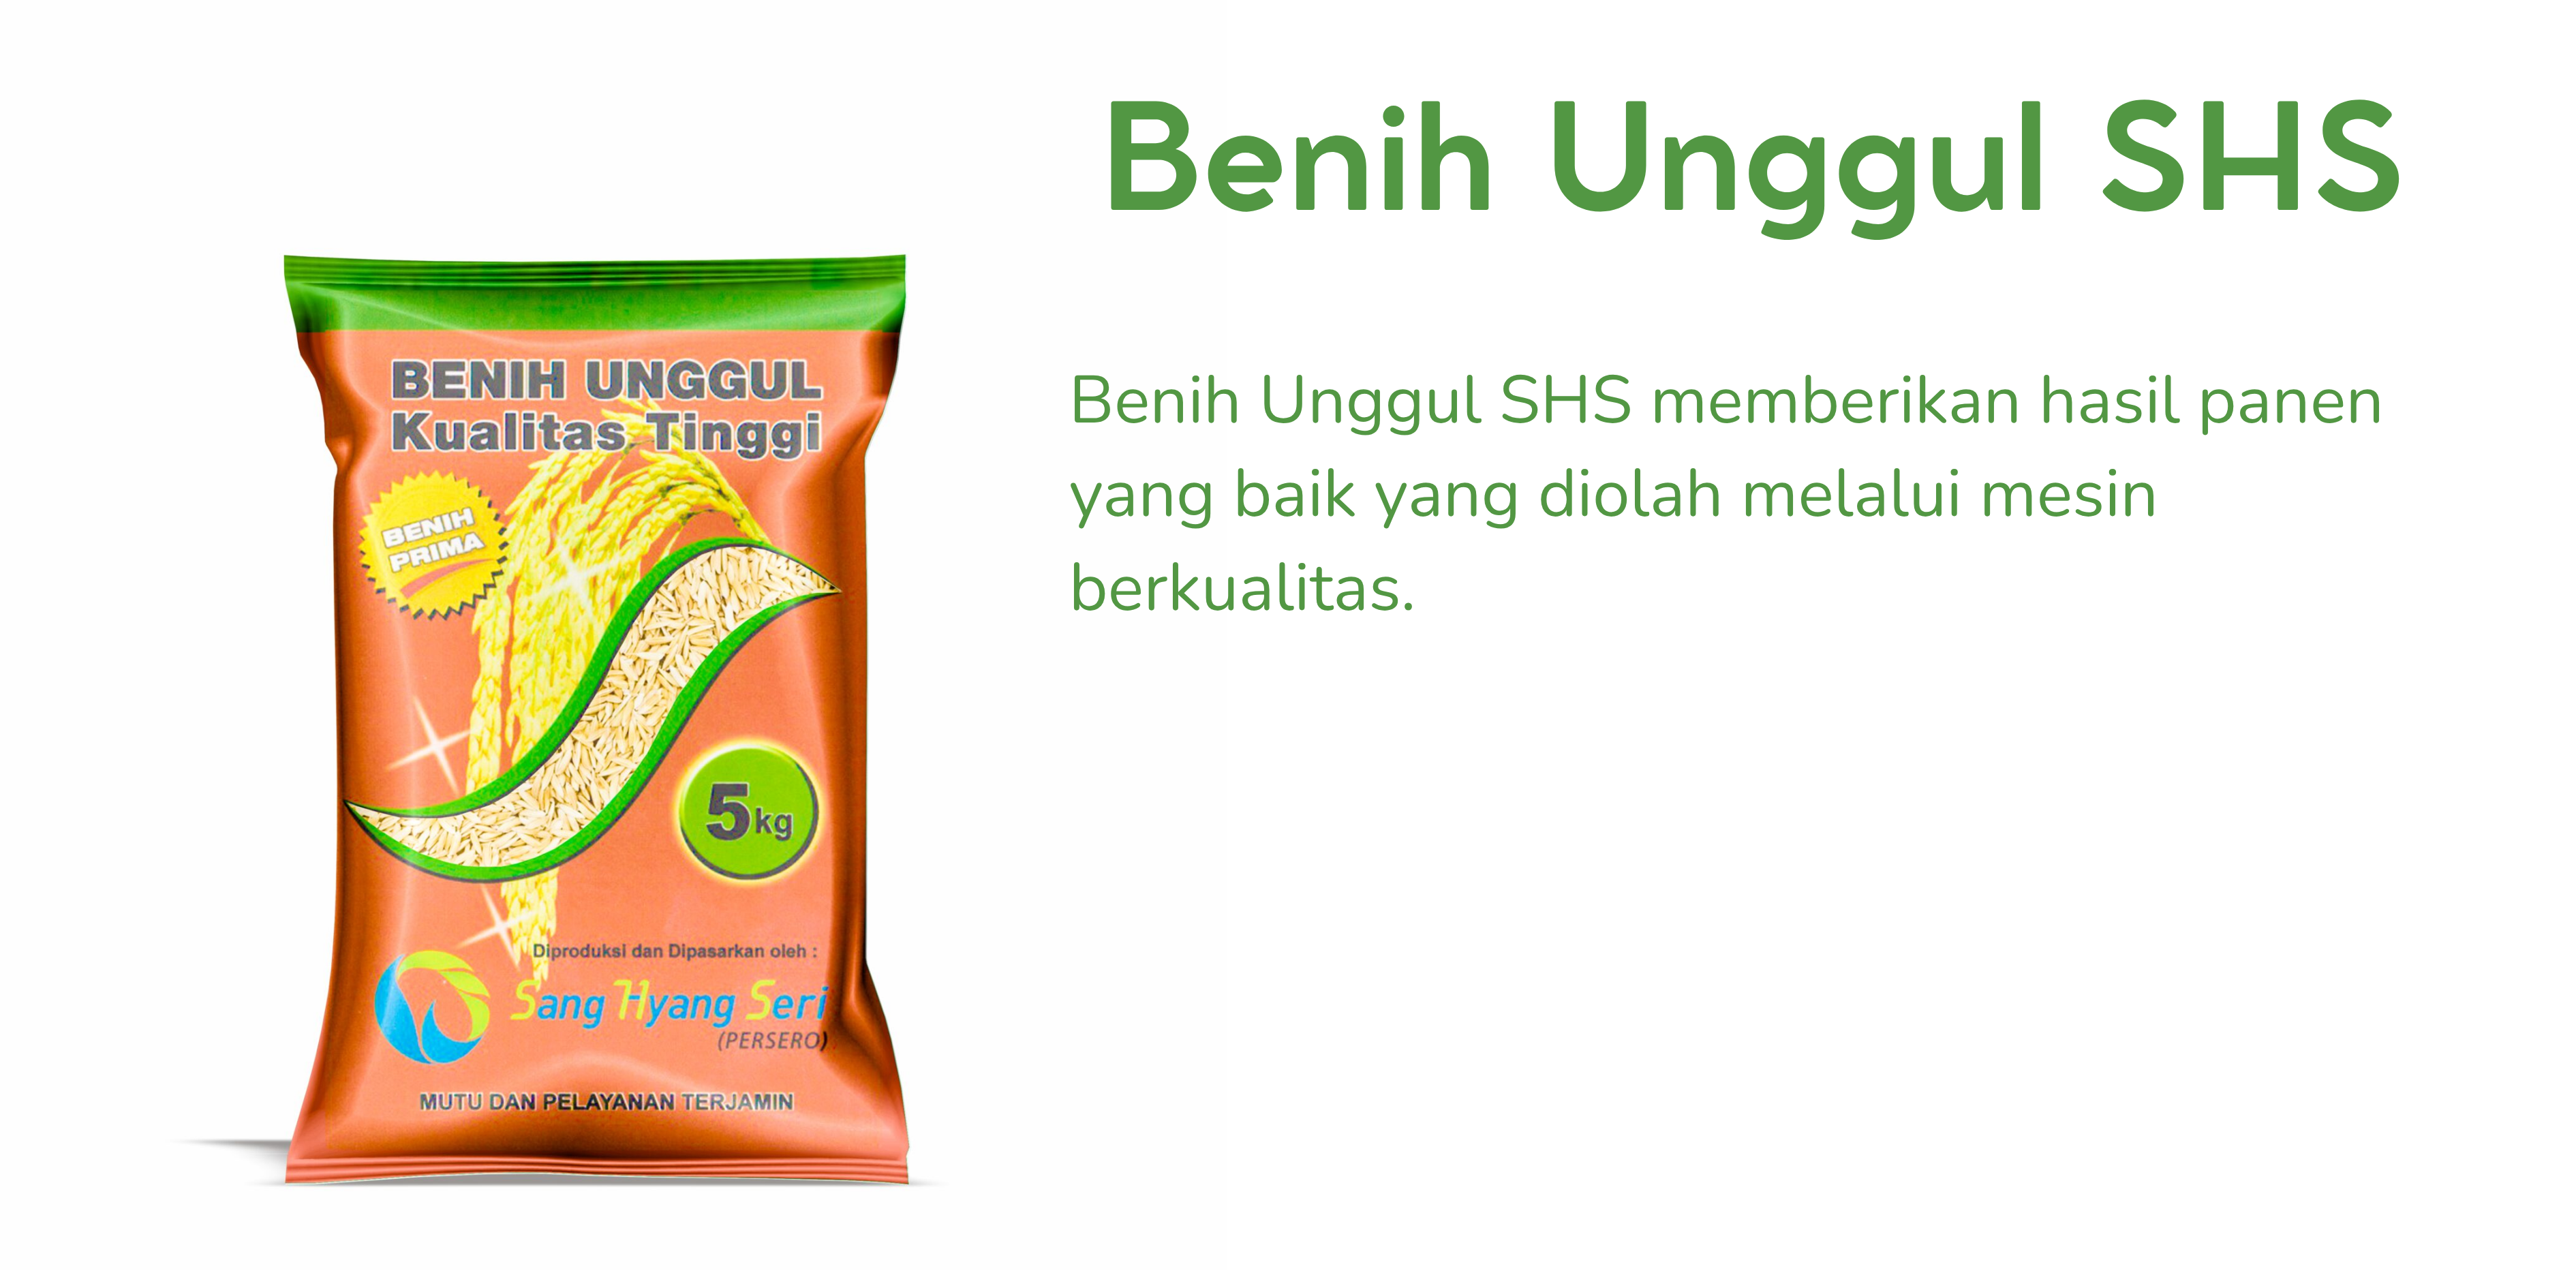 Benih Unggul SHS
Benih Unggul SHS memberikan hasil panen
yang baik yang diolah melalui mesin
berkualitas.
BENIH UNGGUL
Kualitas Tinggi
BENIH
PRIMA
5kg
Diproduksi dan Dipasarkan oleh :
Sang Hyang Seri
(PERSERO)
MUTU DAN PELAYANAN TERJAMIN